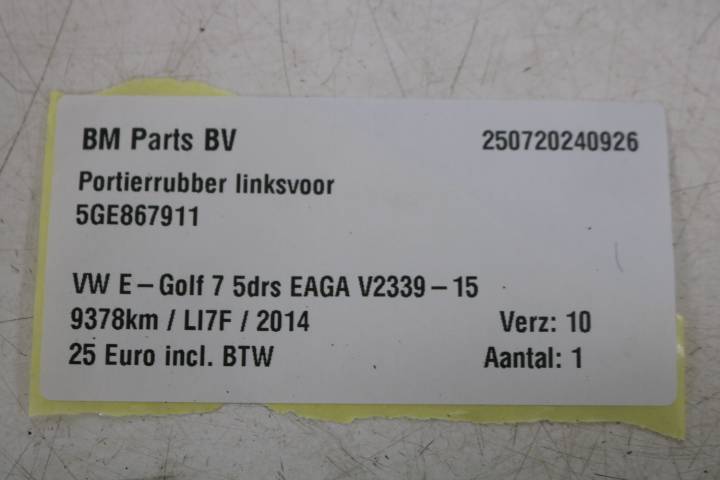 BM Parts BV 250720240926
Portierrubber linksvoor
5GE867911
VW E-Golf 7 5drs EAGA V2339-15
9378km / LI7F / 2014 Verz: 10
25 Euro incl. BTW Aantal: 1